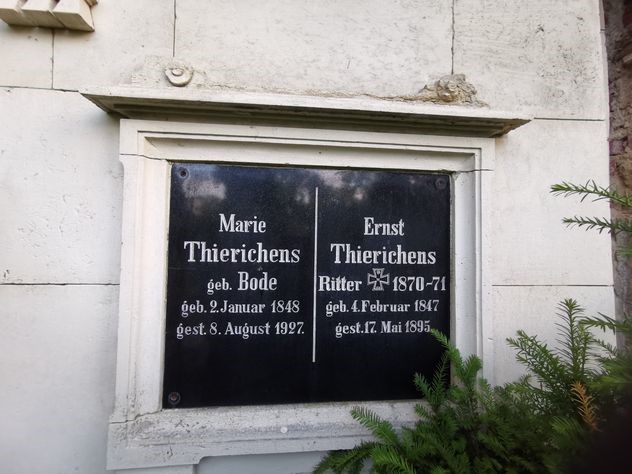 Marie
Thierichens
geb. Bode
geb. 2. Januar 1848
gest. 8. August 1927.
Ernst
Thierichens
Ritter 1870-71
geb. 4. Februar 1847
gest. 17. Mai 1895.